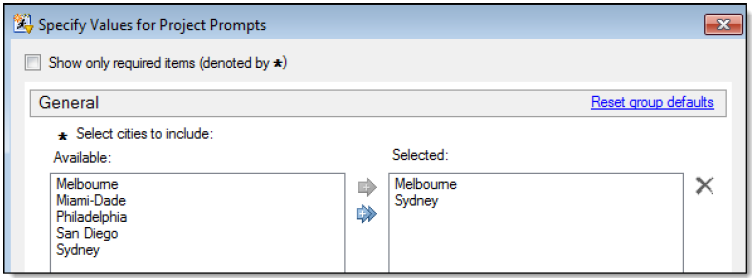 Specify Values for Project Prompts
Show only required items (denoted by *)
General
Reset group defaults
* Select cities to include:
Available:
Selected:
Melbourne
Miami-Dade
Philadelphia
San Diego
Sydney
Melbourne
Sydney